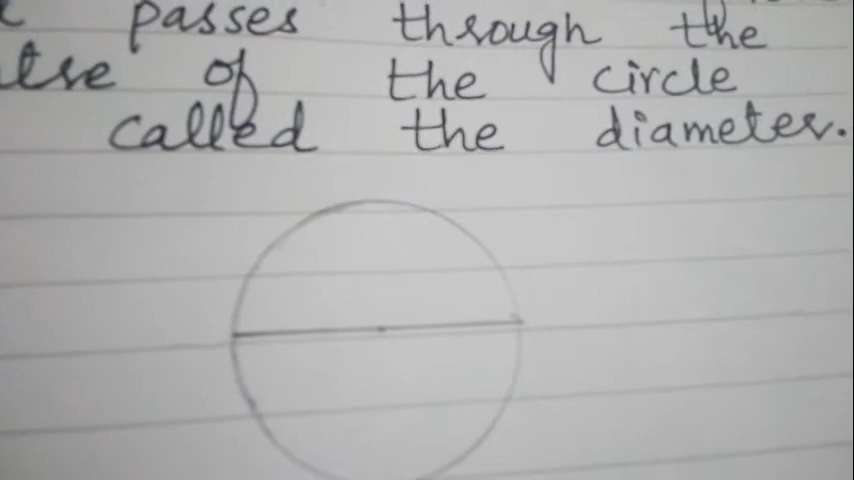 passes through the
of the circle
called the diameter.